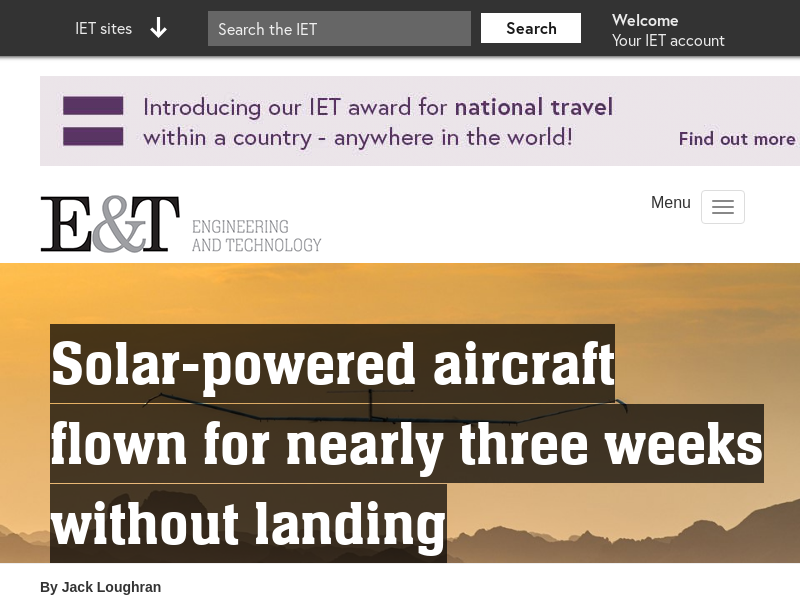 IET sites
Search the IET
Search
Welcome
Your IET account
Introducing our IET award for national travel
within a country - anywhere in the world!
Find out more
E&T
ENGINEERING
AND TECHNOLOGY
Menu
Solar-powered aircraft
flown for nearly three weeks
without landing
By Jack Loughran